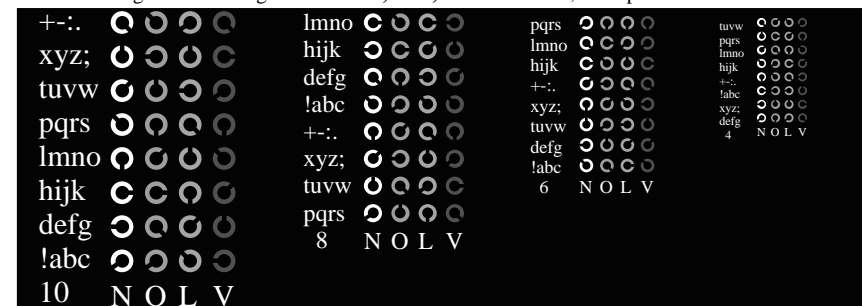 +-:.
xyz;
tuvw
pqrs
lmno
hijk
defg
!abc
10 N O L V
lmno
hijk
defg
!abc
+-:.
xyz;
tuvw
pqrs
8 N O L V
pqrs
lmno
hijk
+-:.
xyz;
tuvw
defg
!abc
6 N O L V
tuvw
pqrs
lmno
hijk
+-:.
!abc
xyz;
defg
4 N O L V